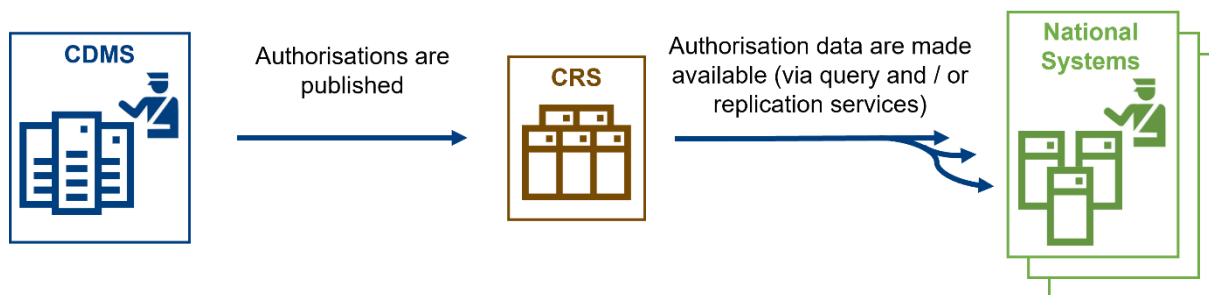 CDMS
Authorisations are
published
CRS
Authorisation data are made
available (via query and / or
replication services)
National
Systems